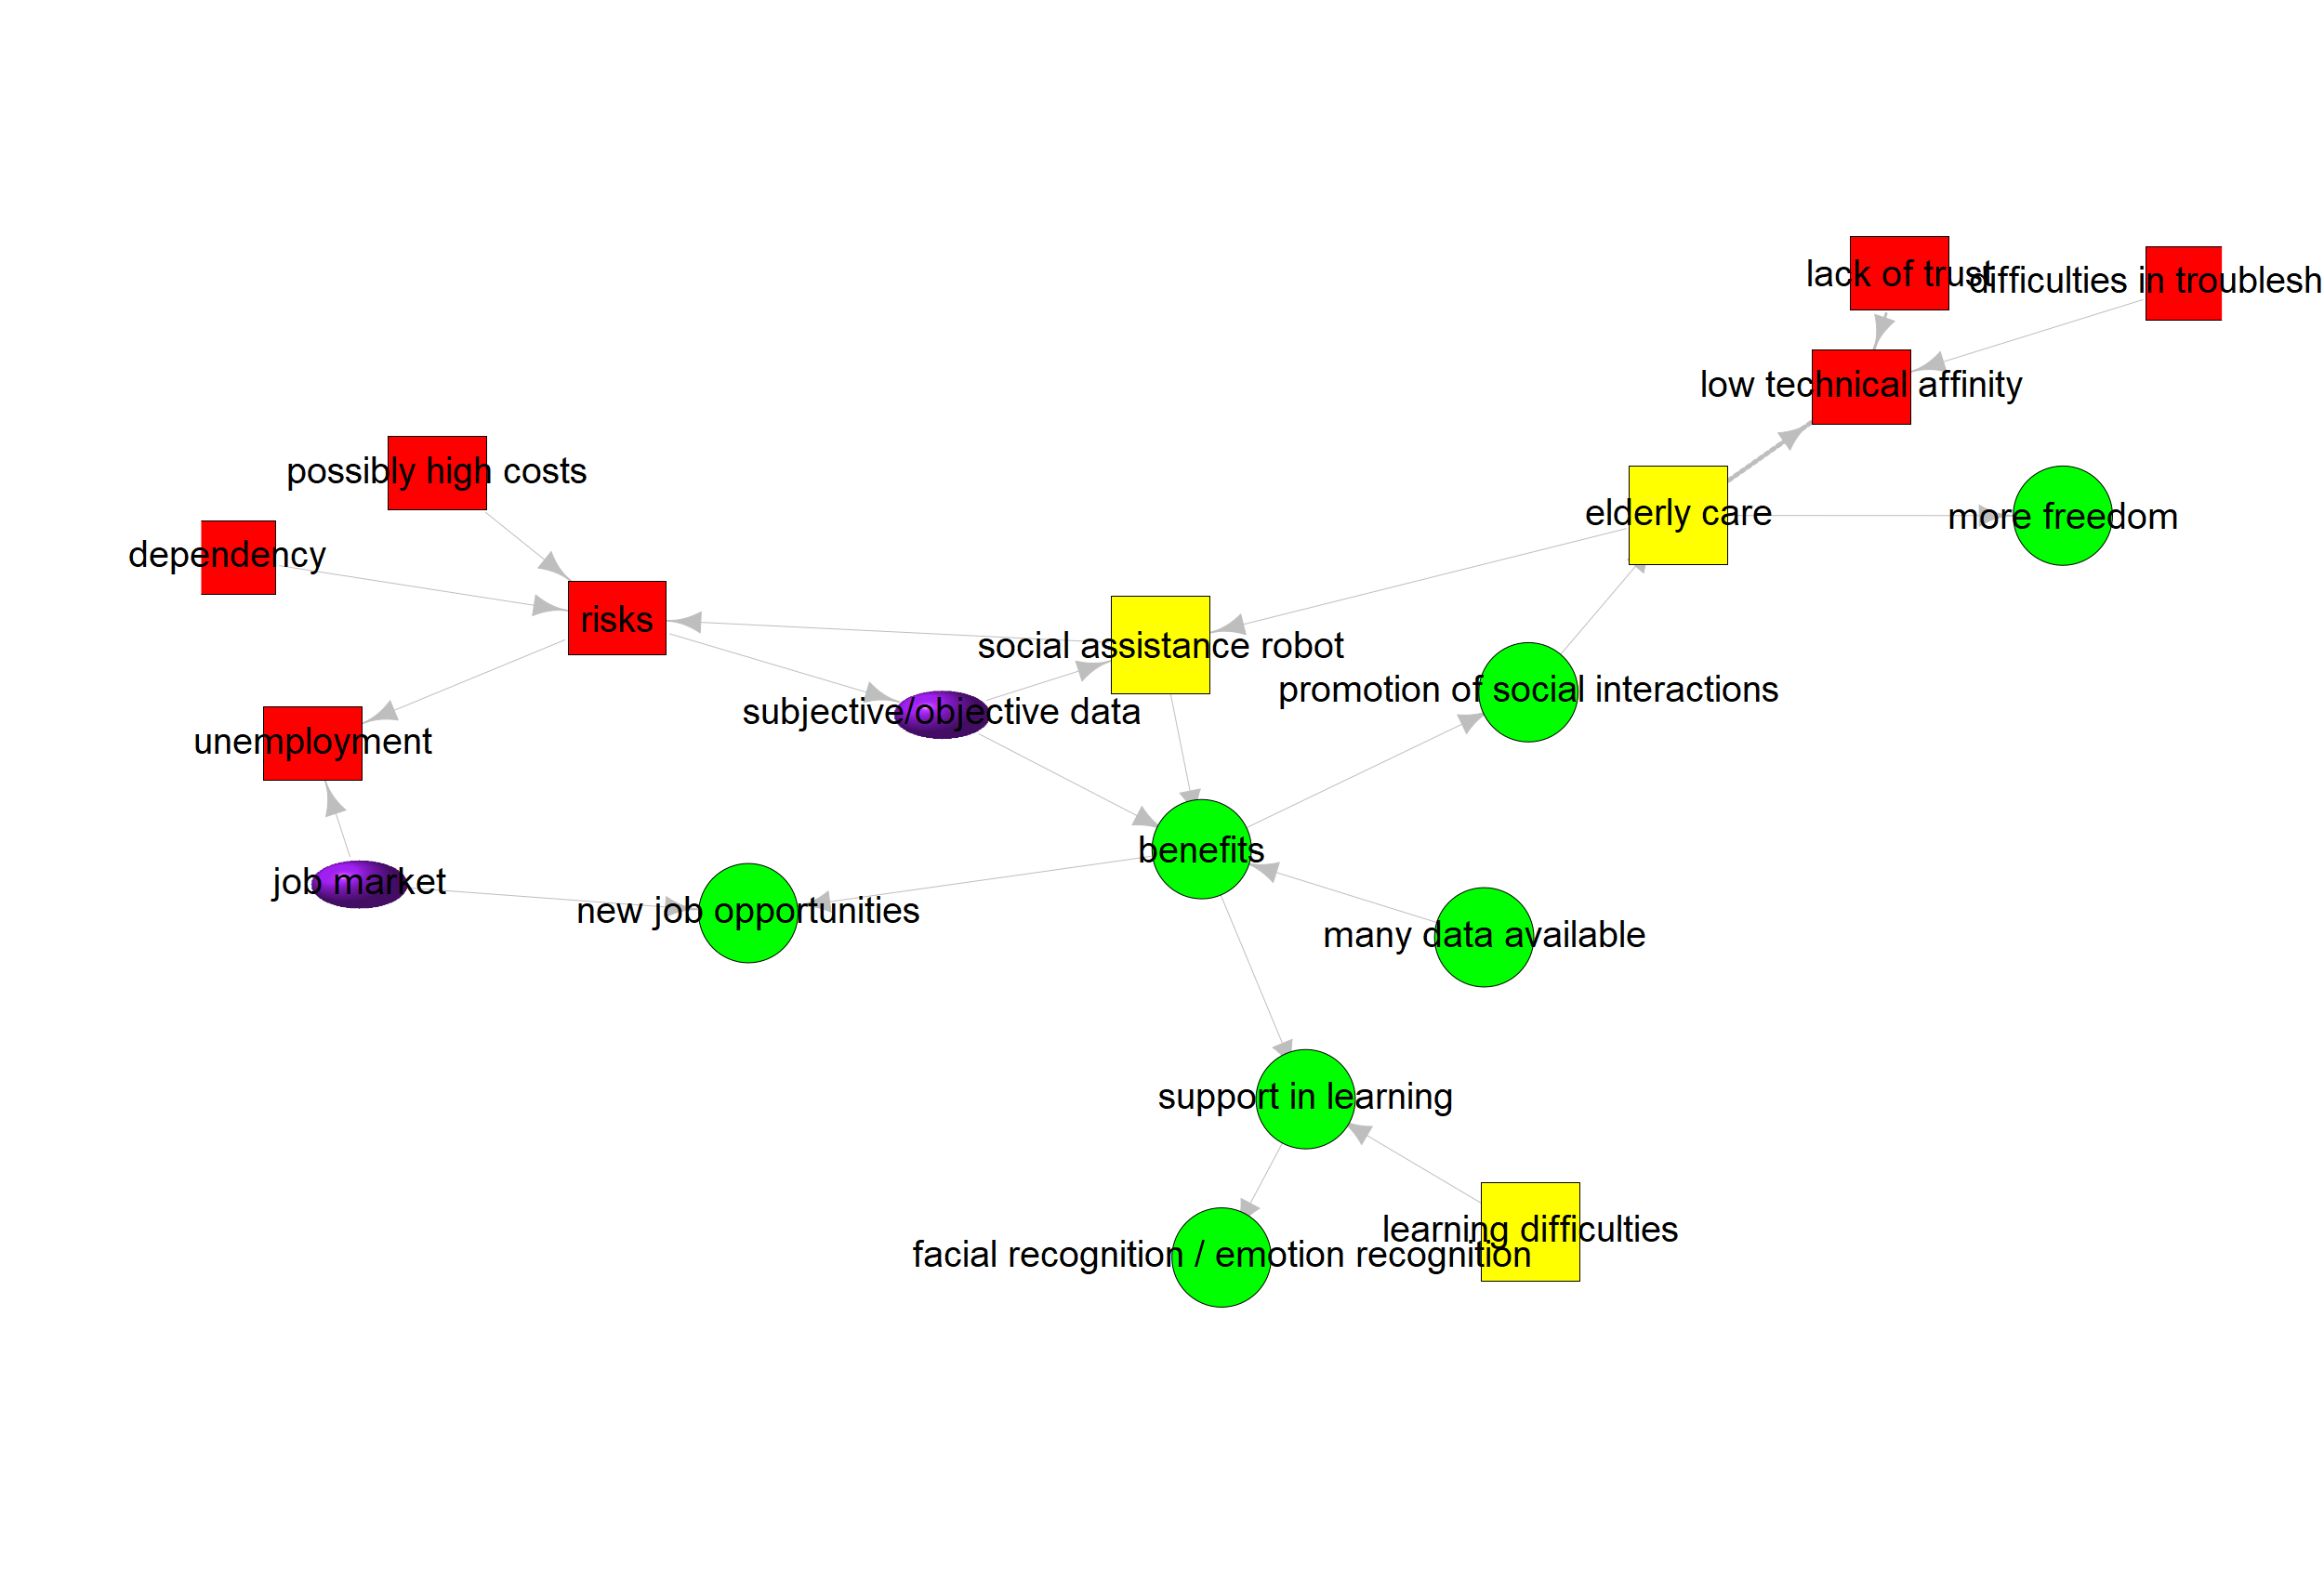 lack of trust
difficulties in troublesh
low technical affinity
possibly high costs
elderly care
more freedom
dependency
risks
social assistance robot
promotion of social interactions
subjective/objective data
unemployment
benefits
job market
new job opportunities
many data available
support in learning
learning difficulties
facial recognition / emotion recognition